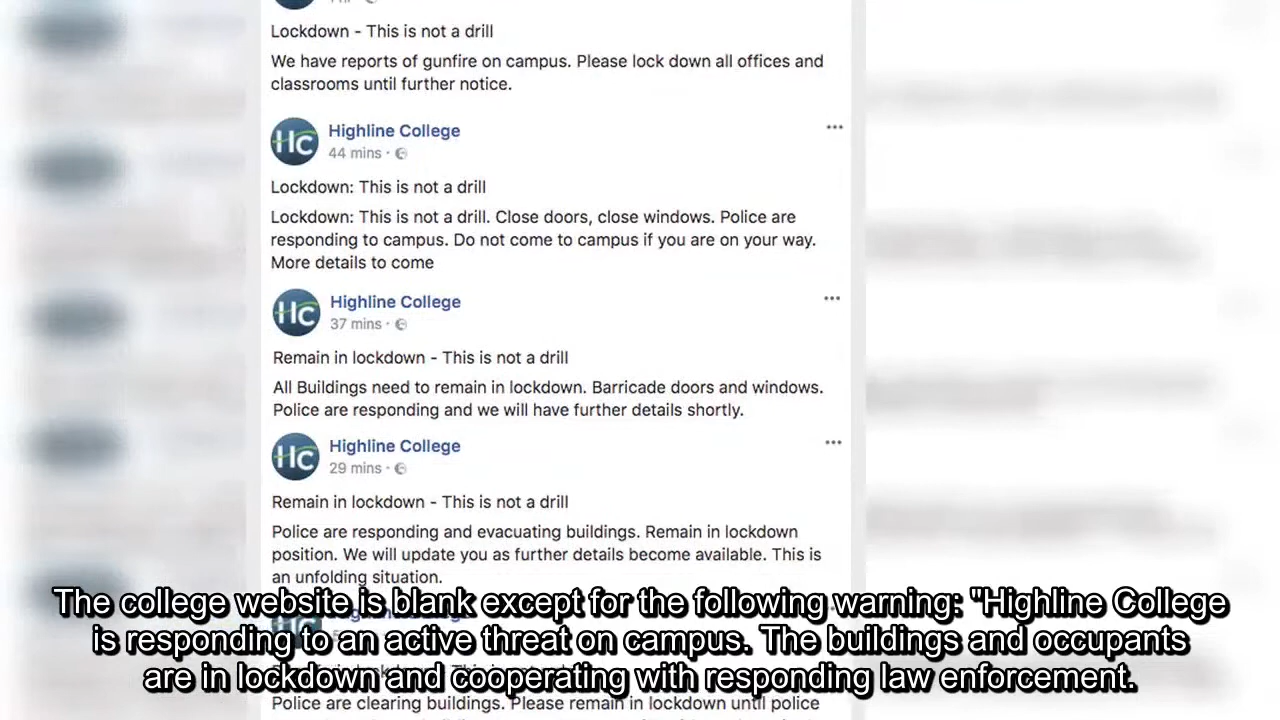 Lockdown - This is not a drill
We have reports of gunfire on campus. Please lock down all offices and
classrooms until further notice.
Hc
Highline College
44 mins ·
Lockdown: This is not a drill
Lockdown: This is not a drill. Close doors, close windows. Police are
responding to campus. Do not come to campus if you are on your way.
More details to come
Hc
Highline College
37 mins ·
Remain in lockdown - This is not a drill
All Buildings need to remain in lockdown. Barricade doors and windows.
Police are responding and we will have further details shortly.
Hc
Highline College
29 mins ·
Remain in lockdown - This is not a drill
Police are responding and evacuating buildings. Remain in lockdown
position. We will update you as further details become available. This is
an unfolding situation.
The college website is blank except for the following warning: "Highline College
is responding to an active threat on campus. The buildings and occupants
are in lockdown and cooperating with responding law enforcement.
Police are clearing buildings. Please remain in lockdown until police